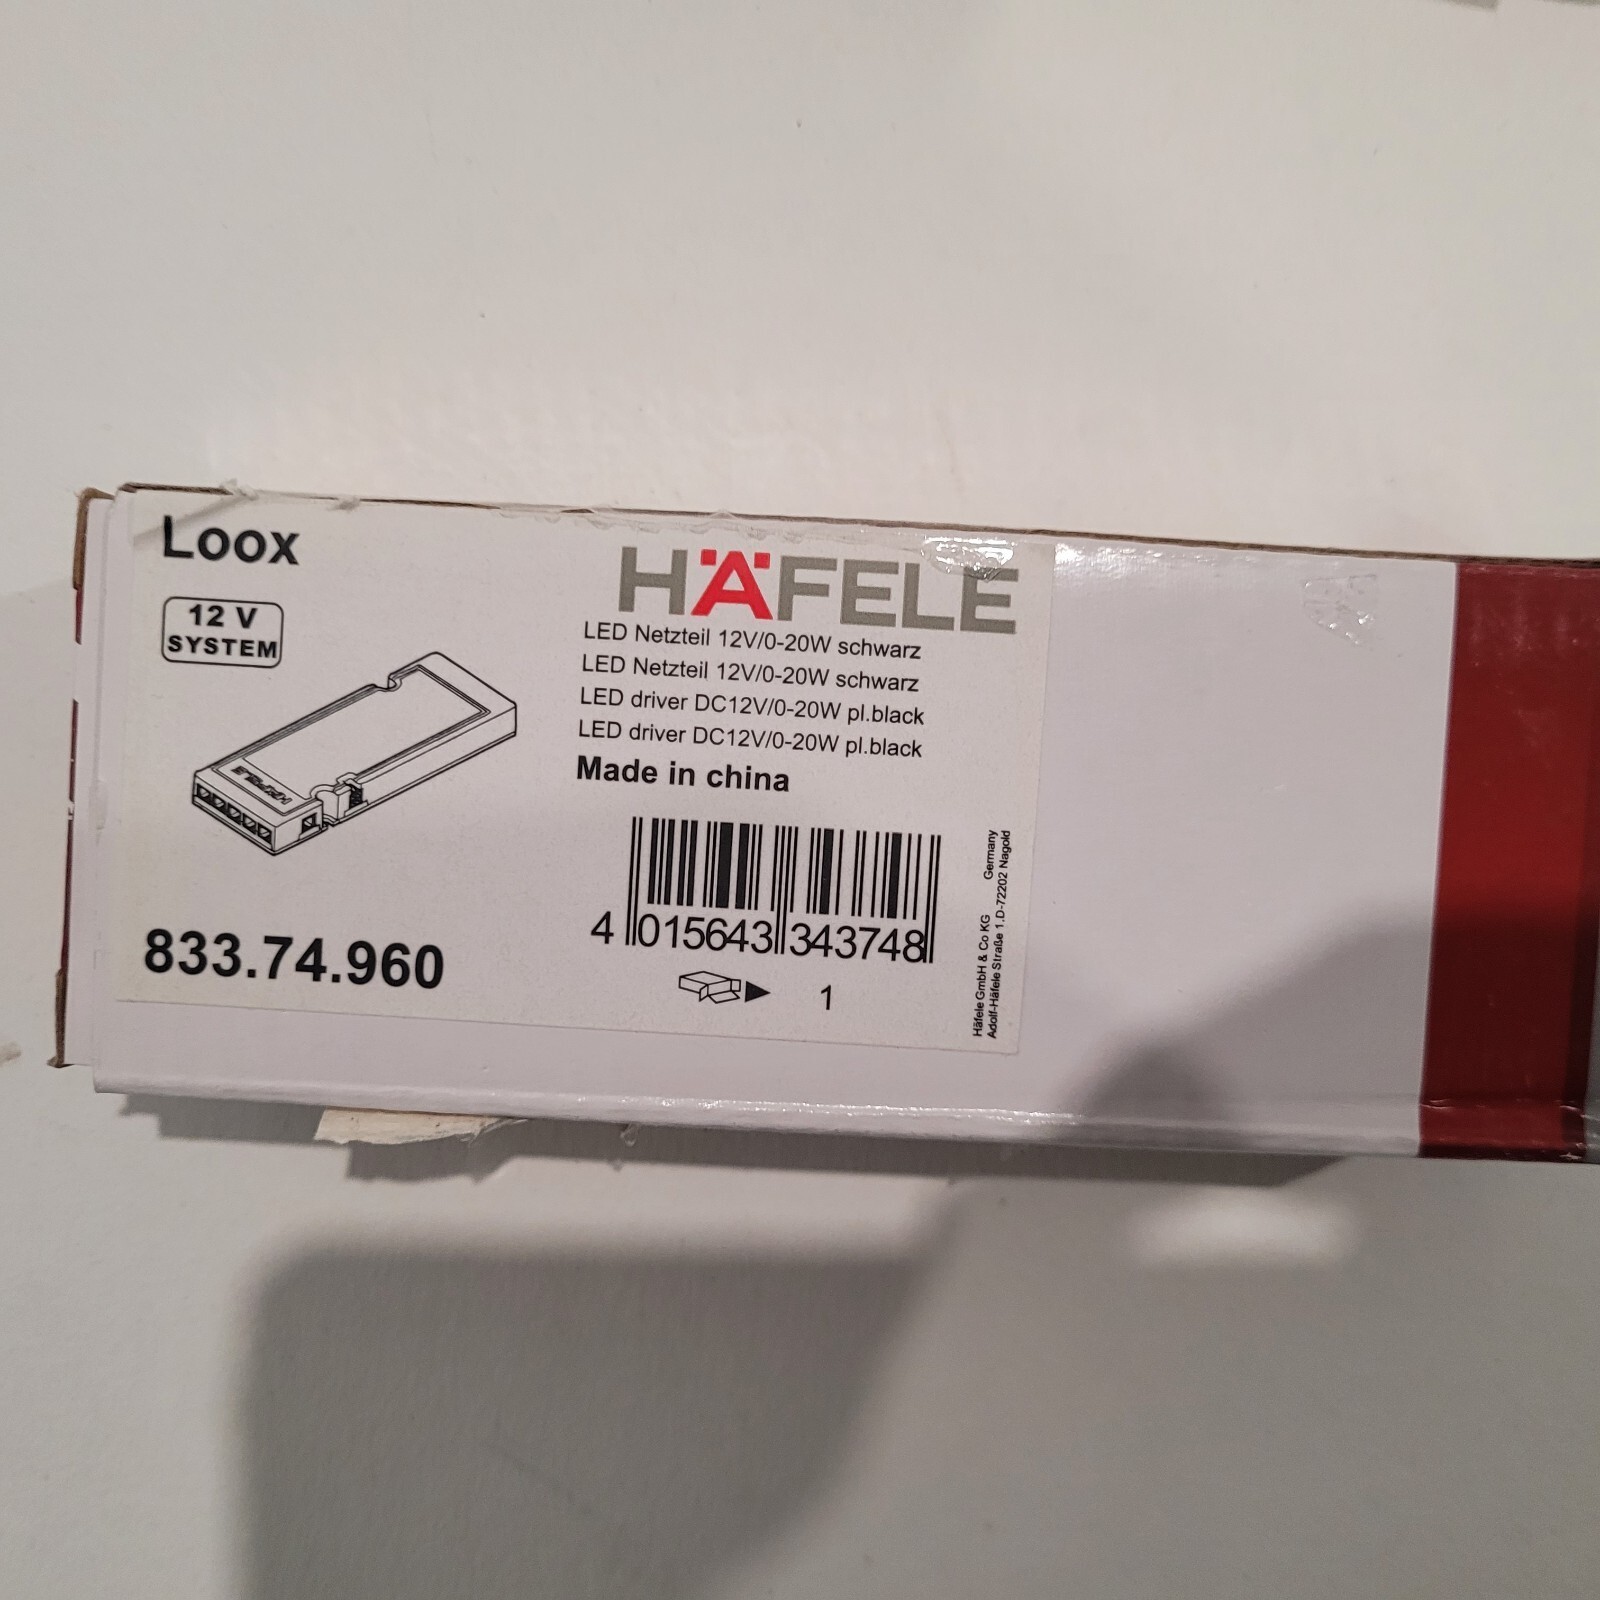 Loox
12 V
SYSTEM
HÄFELE
LED Netzteil 12V/0-20W schwarz
LED Netzteil 12V/0-20W schwarz
LED driver DC12V/0-20W pl.black
LED driver DC12V/0-20W pl.black
Made in china
HÄFELE
833.74.960
4 015643 343748
1
Häfele GmbH & Co KG Germany
Adolf-Häfele Straße 1.D-72202 Nagold